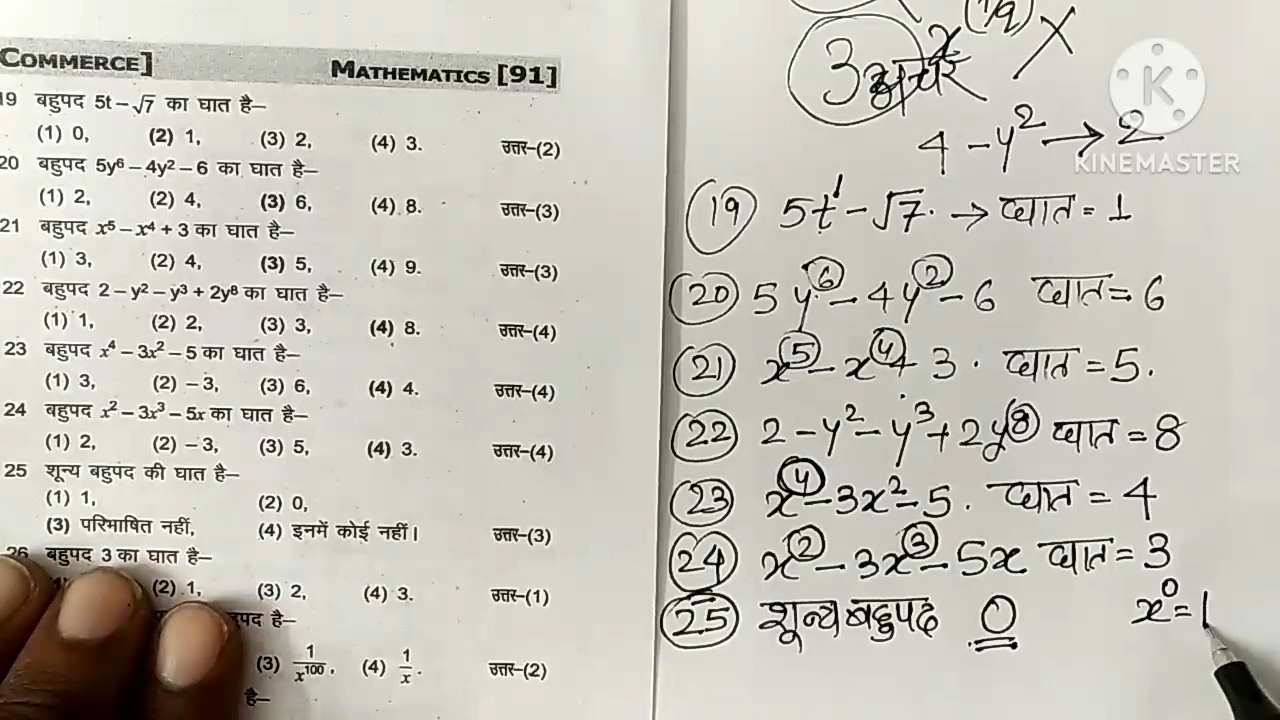 COMMERCE] MATHEMATICS [91]
19 बहुपद 5t – √7 का घात है–
(1) 0, (2) 1, (3) 2, (4) 3. उत्तर–(2)
20 बहुपद 5y⁶ – 4y² – 6 का घात है–
(1) 2, (2) 4, (3) 6, (4) 8. उत्तर–(3)
21 बहुपद x⁵ – x⁴ + 3 का घात है–
(1) 3, (2) 4, (3) 5, (4) 9. उत्तर–(3)
22 बहुपद 2 – y² – y³ + 2y⁸ का घात है–
(1) 1, (2) 2, (3) 3, (4) 8. उत्तर–(4)
23 बहुपद x⁴ – 3x² – 5 का घात है–
(1) 3, (2) – 3, (3) 6, (4) 4. उत्तर–(4)
24 बहुपद x² – 3x³ – 5x का घात है–
(1) 2, (2) – 3, (3) 5, (4) 3. उत्तर–(4)
25 शून्य बहुपद की घात है–
(1) 1, (2) 0,
(3) परिभाषित नहीं, (4) इनमें कोई नहीं। उत्तर–(3)
26 बहुपद 3 का घात है–
(2) 1, (3) 2, (4) 3. उत्तर–(1)
है–
(3) 1/x¹⁰⁰, (4) 1/x. उत्तर–(2)
है–
3
4 – y² → 2
K
KINEMASTER
(19) 5t¹ – √7. → घात = 1
(20) 5y⁶ – 4y² – 6 घात = 6
(21) x⁵ – x⁴ + 3. घात = 5.
(22) 2 – y² – y³ + 2y⁸ घात = 8
(23) x⁴ – 3x² – 5. घात = 4
(24) x² – 3x³ – 5x घात = 3
(25) शून्य बहुपद 0 x⁰ = 1